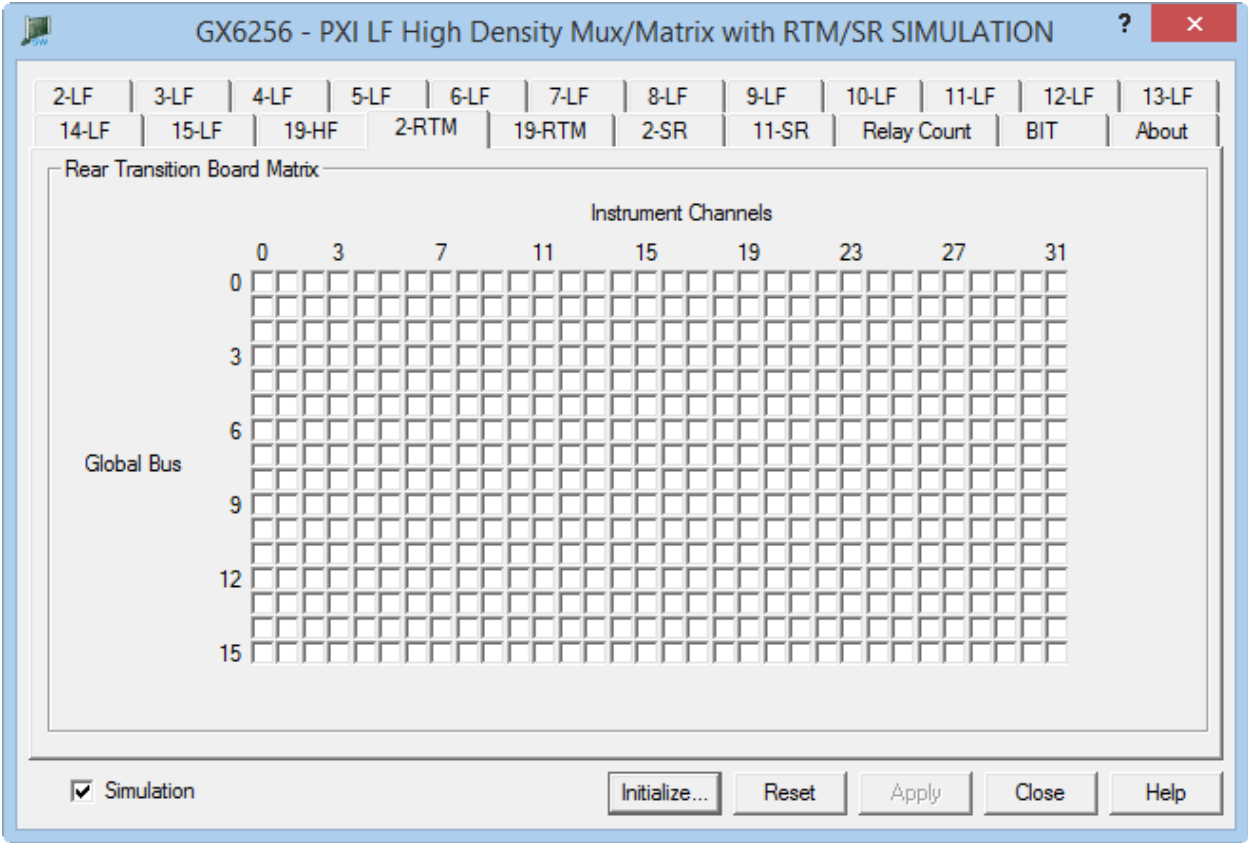 GX6256 - PXI LF High Density Mux/Matrix with RTM/SR SIMULATION ?
2-LF 3-LF 4-LF 5-LF 6-LF 7-LF 8-LF 9-LF 10-LF 11-LF 12-LF 13-LF
14-LF 15-LF 19-HF 2-RTM 19-RTM 2-SR 11-SR Relay Count BIT About
Rear Transition Board Matrix
Instrument Channels
0 3 7 11 15 19 23 27 31
0
3
6
Global Bus
9
12
15
Simulation Initialize... Reset Apply Close Help